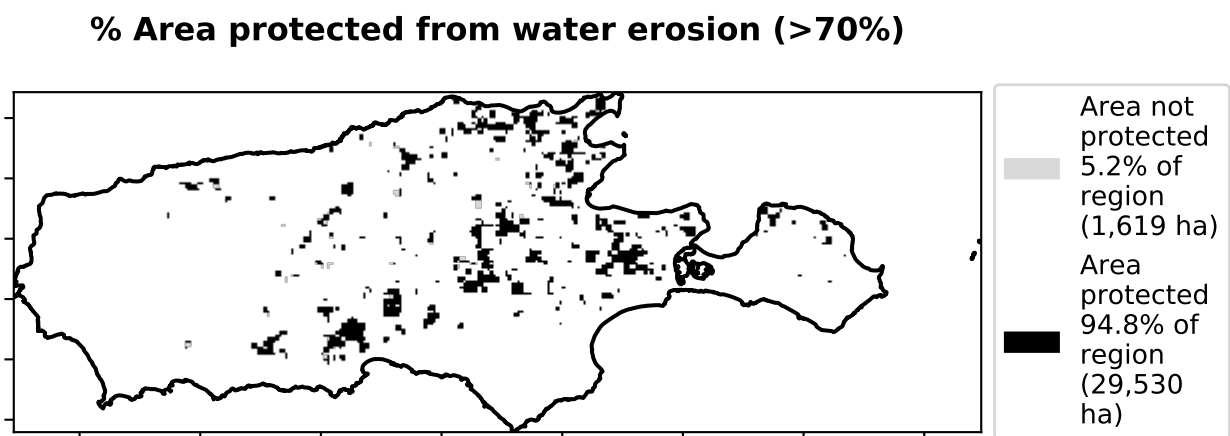 % Area protected from water erosion (>70%)
Area not
protected
5.2% of
region
(1,619 ha)
Area
protected
94.8% of
region
(29,530
ha)